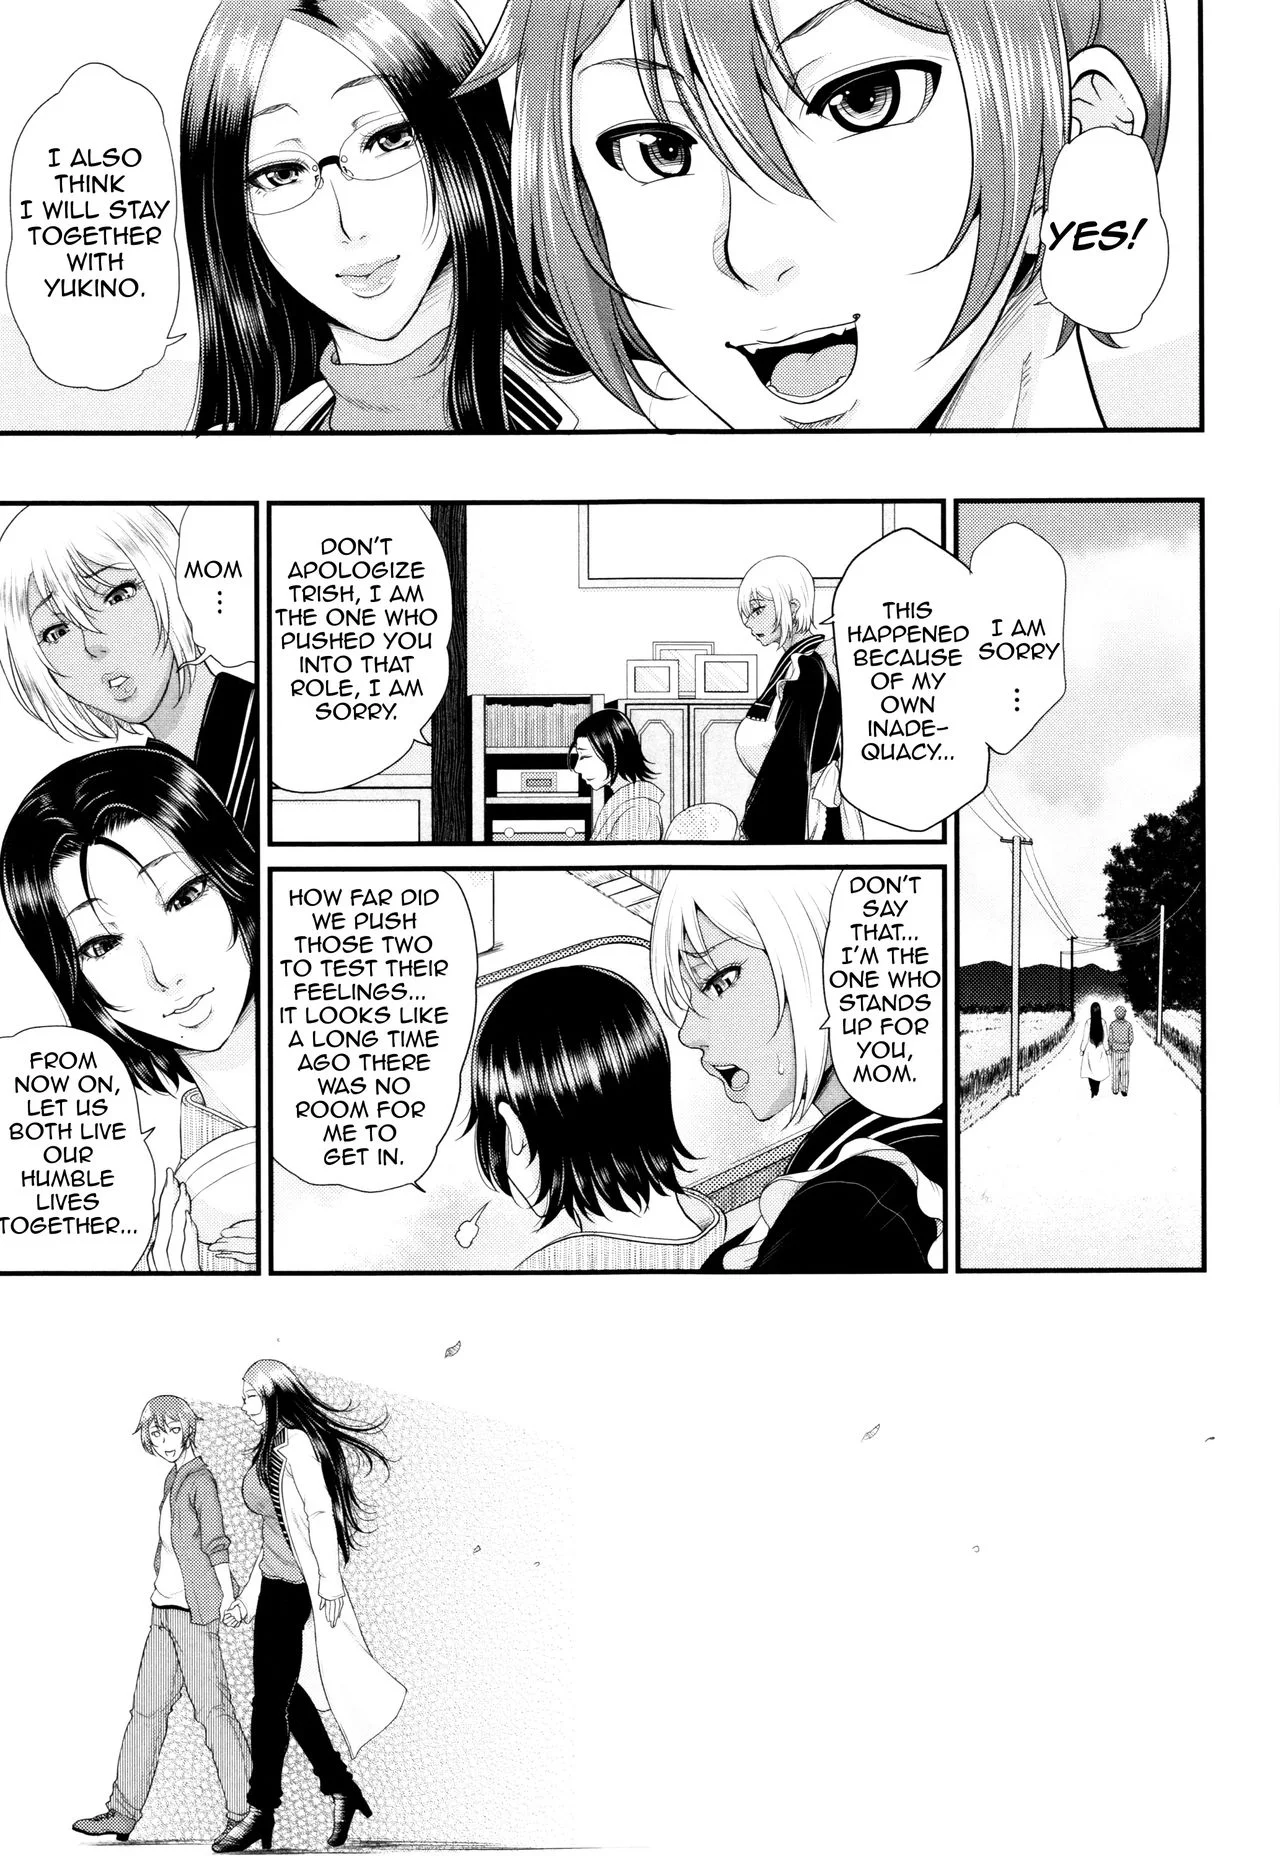 YES!
I ALSO
THINK
I WILL STAY
TOGETHER
WITH
YUKINO.
I AM
SORRY
...
THIS
HAPPENED
BECAUSE
OF MY
OWN
INADE-
QUACY...
DON'T
APOLOGIZE
TRISH, I AM
THE ONE WHO
PUSHED YOU
INTO THAT
ROLE, I AM
SORRY.
DON'T
SAY
THAT...
I'M THE
ONE WHO
STANDS
UP FOR
YOU,
MOM.
HOW FAR DID
WE PUSH
THOSE TWO
TO TEST THEIR
FEELINGS...
IT LOOKS LIKE
A LONG TIME
AGO THERE
WAS NO
ROOM FOR
ME TO
GET IN.
MOM
...
FROM
NOW ON,
LET US
BOTH LIVE
OUR
HUMBLE
LIVES
TOGETHER...